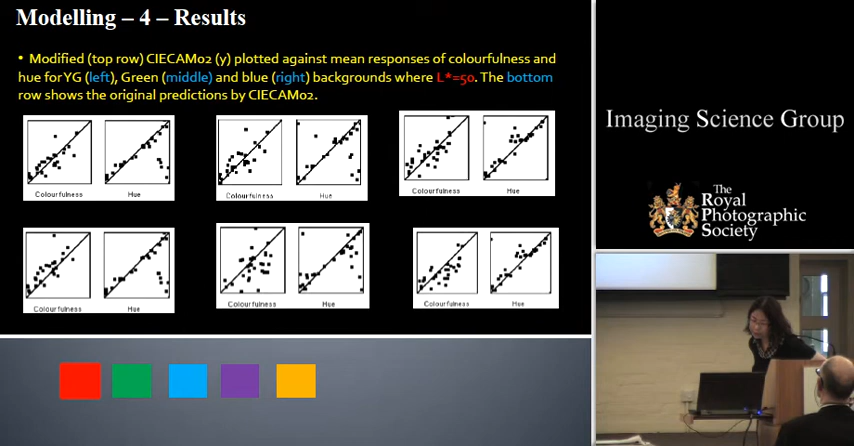 Modelling – 4 – Results
• Modified (top row) CIECAM02 (y) plotted against mean responses of colourfulness and
hue for YG (left), Green (middle) and blue (right) backgrounds where L*=50. The bottom
row shows the original predictions by CIECAM02.
Colourfulness Hue Colourfulness Hue Colourfulness Hue
Colourfulness Hue Colourfulness Hue Colourfulness Hue
Imaging Science Group
The
Royal
Photographic
Society